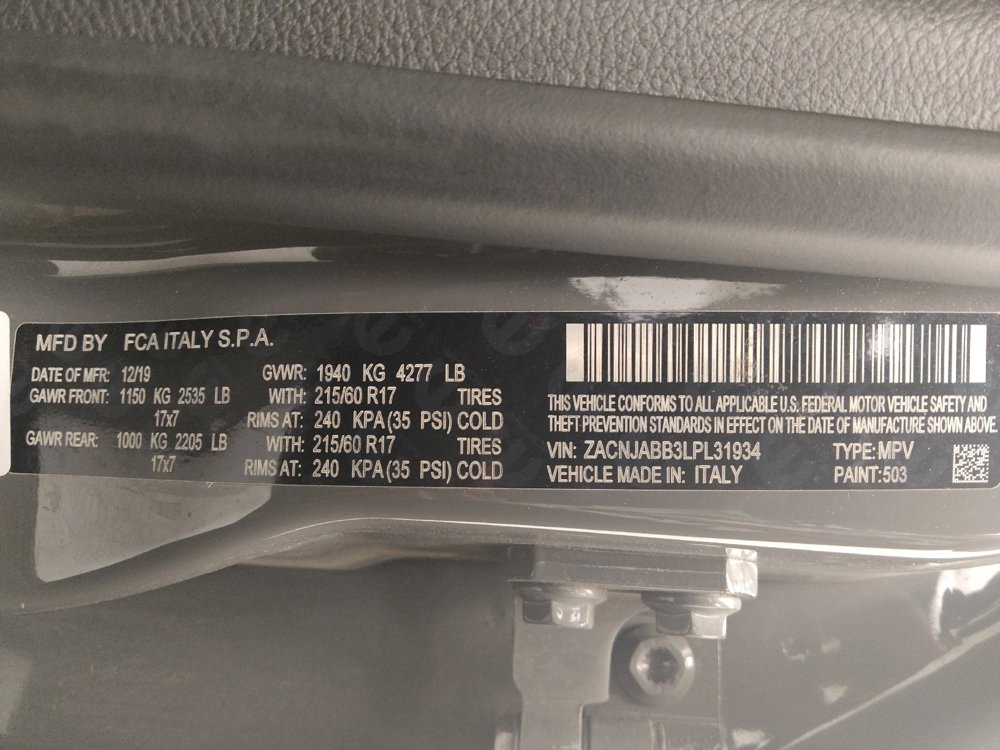 MFD BY FCA ITALY S.P.A.
DATE OF MFR: 12/19 GVWR: 1940 KG 4277 LB
GAWR FRONT: 1150 KG 2535 LB WITH: 215/60 R17 TIRES
17x7 RIMS AT: 240 KPA (35 PSI) COLD
GAWR REAR: 1000 KG 2205 LB WITH: 215/60 R17 TIRES
17x7 RIMS AT: 240 KPA (35 PSI) COLD
THIS VEHICLE CONFORMS TO ALL APPLICABLE U.S. FEDERAL MOTOR VEHICLE SAFETY AND
THEFT PREVENTION STANDARDS IN EFFECT ON THE DATE OF MANUFACTURE SHOWN ABOVE.
VIN: ZACNJABB3LPL31934 TYPE: MPV
VEHICLE MADE IN: ITALY PAINT: 503